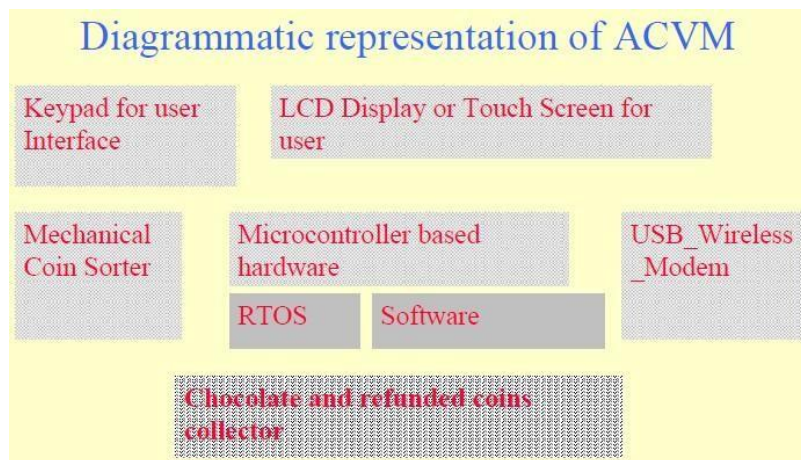 Diagrammatic representation of ACVM
Keypad for user
Interface
LCD Display or Touch Screen for
user
Mechanical
Coin Sorter
Microcontroller based
hardware
USB_Wireless
_Modem
RTOS
Software
Chocolate and refunded coins
collector